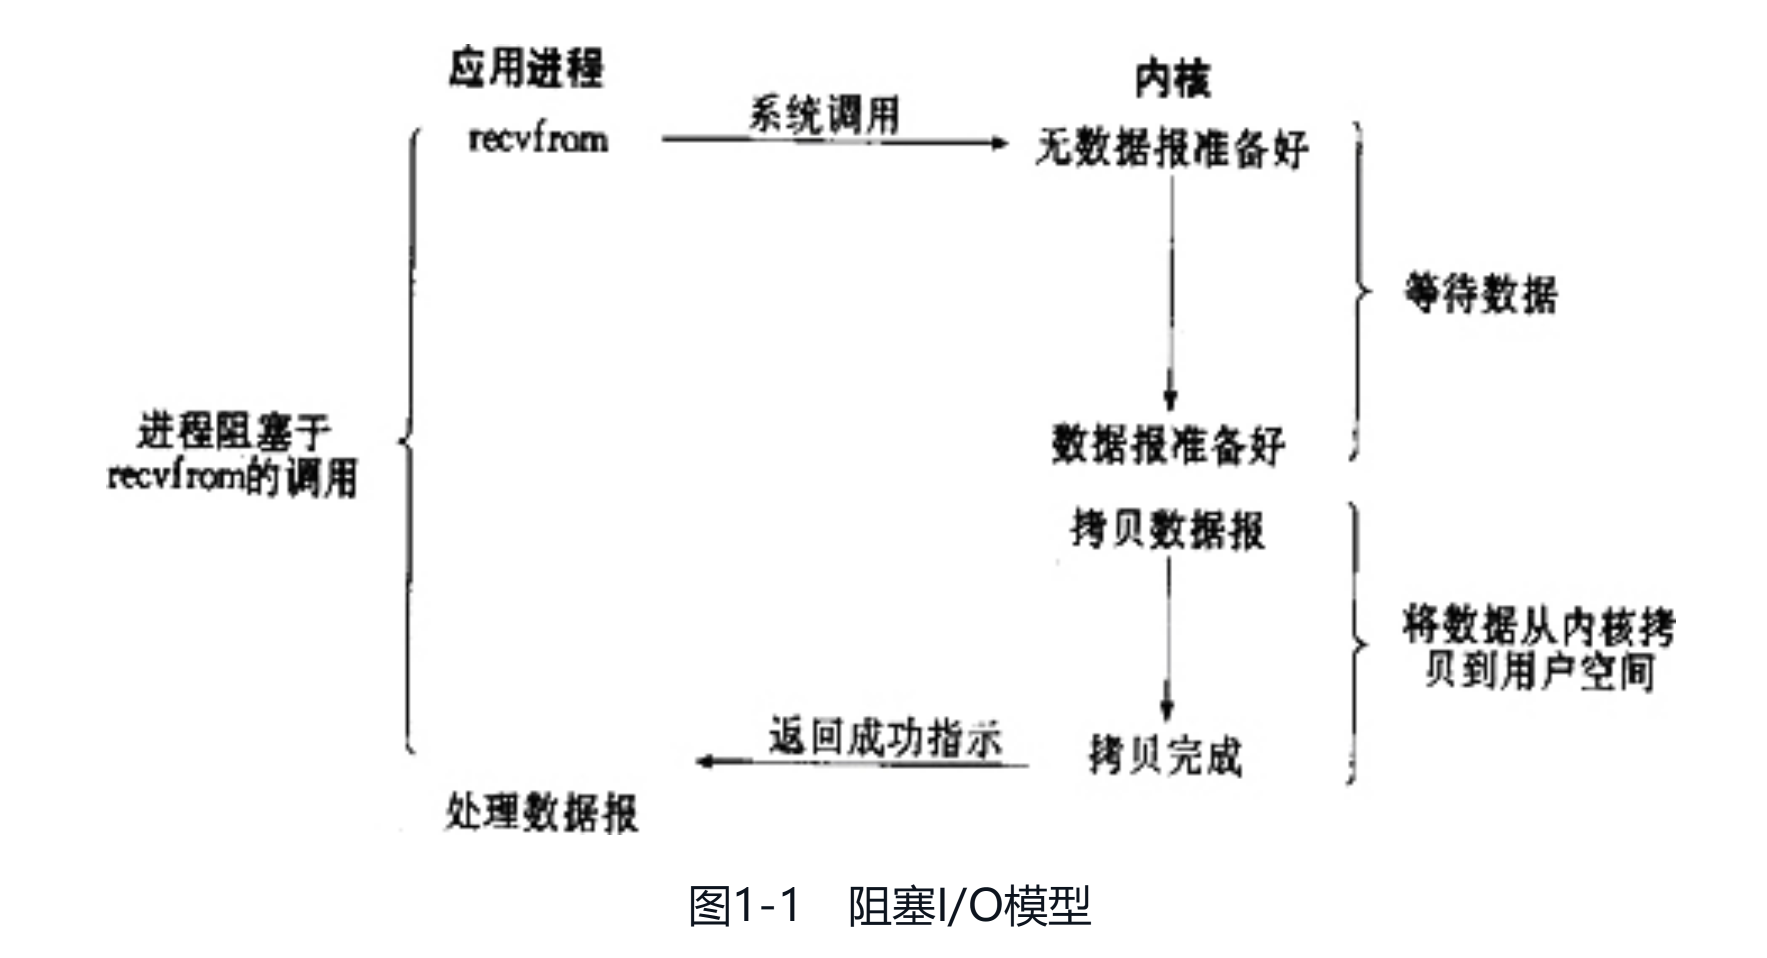 应用进程
内核
recvfrom
系统调用
无数据报准备好
等待数据
进程阻塞于
recvfrom的调用
数据报准备好
拷贝数据报
将数据从内核拷
贝到用户空间
返回成功指示
拷贝完成
处理数据报
图1-1 阻塞I/O模型